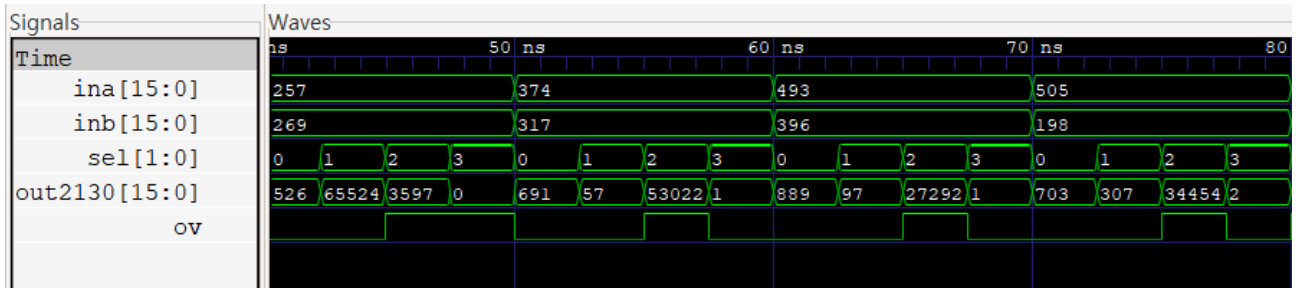 Signals Waves
Time ns 50 ns 60 ns 70 ns 80
ina[15:0] 257 374 493 505
inb[15:0] 269 317 396 198
sel[1:0] 0 1 2 3 0 1 2 3 0 1 2 3 0 1 2 3
out2130[15:0] 526 65524 3597 0 691 57 53022 1 889 97 27292 1 703 307 34454 2
ov